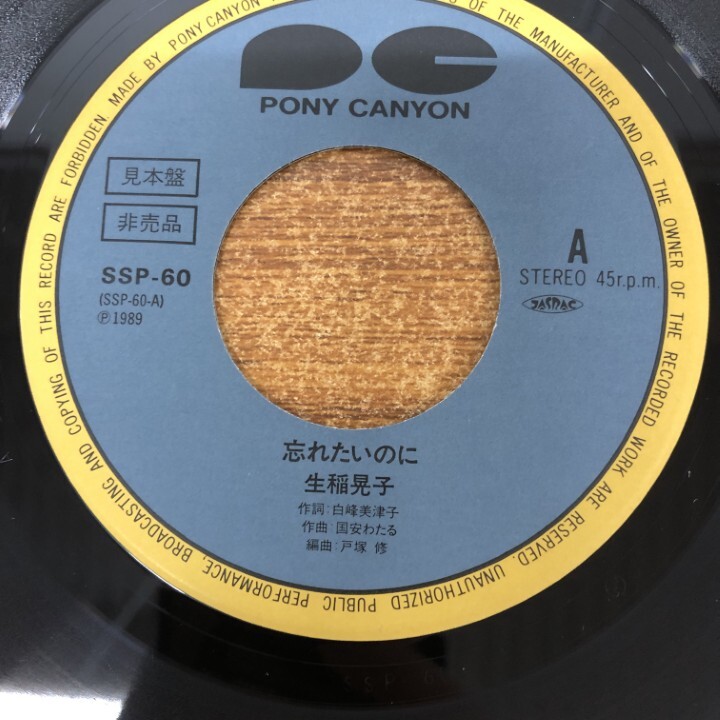 MADE BY PONY CANYON
S OF THE MANUFACTURER AND OF THE OWNER OF THE RECORDED WORK ARE RESERVED. UNAUTHORIZED PUBLIC PERFORMANCE, BROADCASTING AND COPYING OF THIS RECORD ARE FORBIDDEN.
PONY CANYON
見本盤
非売品
SSP-60
(SSP-60-A)
Ⓟ1989
A
STEREO 45r.p.m.
JASRAC
忘れたいのに
生稲晃子
作詞:白峰美津子
作曲:国安わたる
編曲:戸塚 修